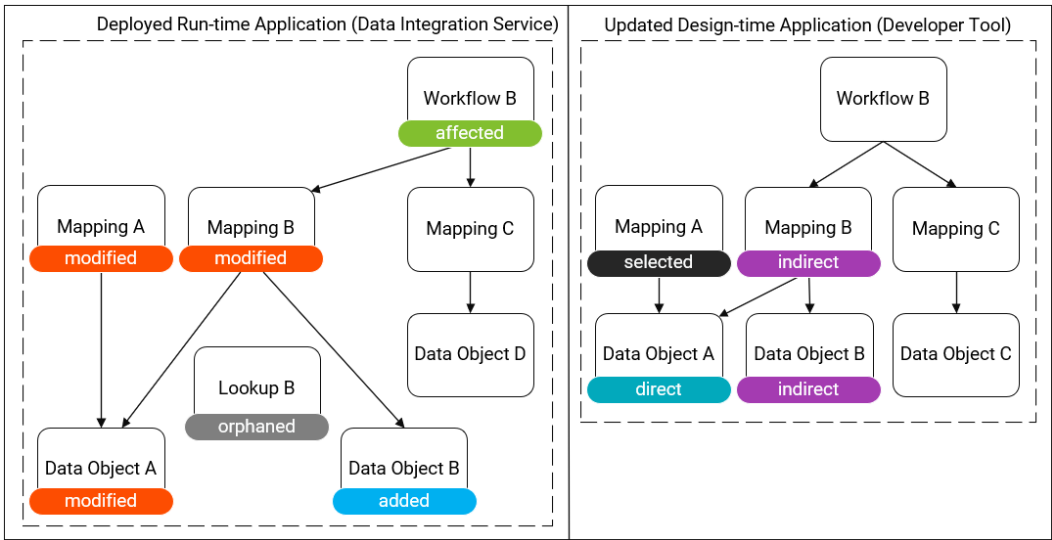 Deployed Run-time Application (Data Integration Service)
Workflow B
affected
Mapping A
modified
Mapping B
modified
Mapping C
Data Object D
Lookup B
orphaned
Data Object A
modified
Data Object B
added
Updated Design-time Application (Developer Tool)
Workflow B
Mapping A
selected
Mapping B
indirect
Mapping C
Data Object A
direct
Data Object B
indirect
Data Object C